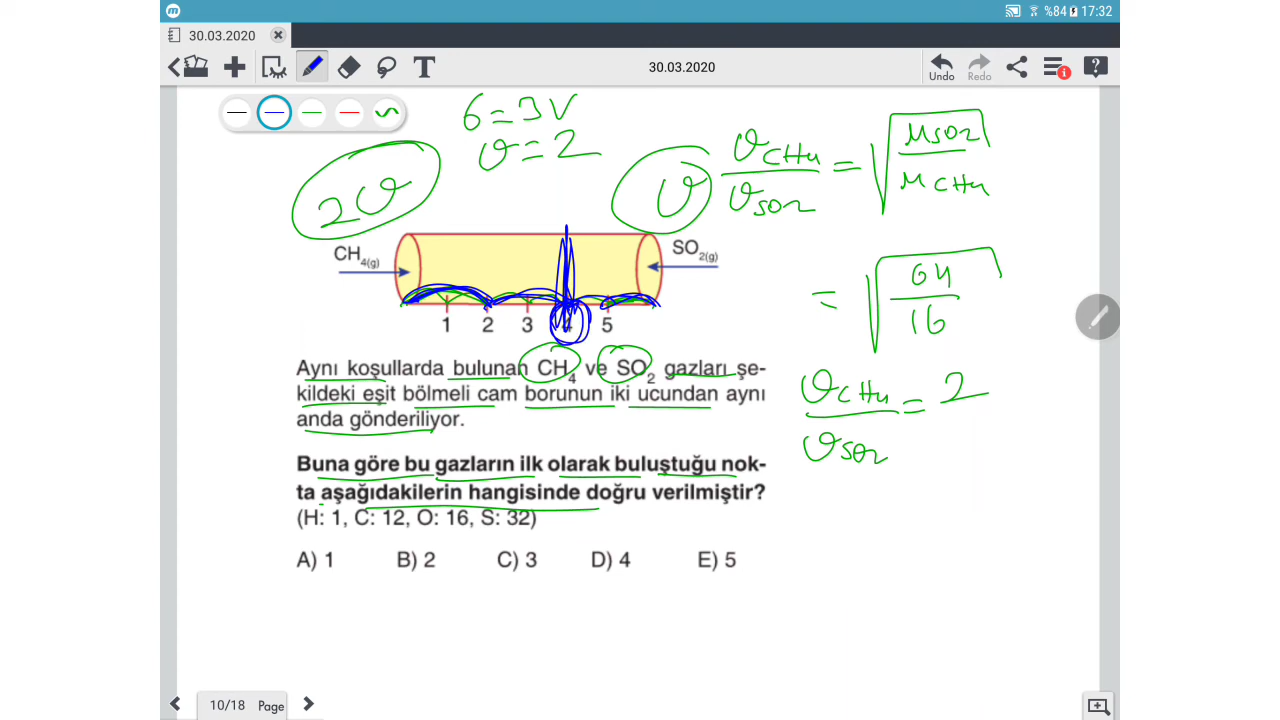 m
%84 17:32
30.03.2020
T
30.03.2020
Undo
Redo
i
?
6=3V
ϑ=2
2ϑ
ϑ
ϑCH4 / ϑSO2 = √(MSO2 / MCH4)
CH4(g)
SO2(g)
1 2 3 4 5
= √(64 / 16)
ϑCH4 / ϑSO2 = 2
Aynı koşullarda bulunan CH4 ve SO2 gazları şe-
kildeki eşit bölmeli cam borunun iki ucundan aynı
anda gönderiliyor.
Buna göre bu gazların ilk olarak buluştuğu nok-
ta aşağıdakilerin hangisinde doğru verilmiştir?
(H: 1, C: 12, O: 16, S: 32)
A) 1 B) 2 C) 3 D) 4 E) 5
10/18 Page